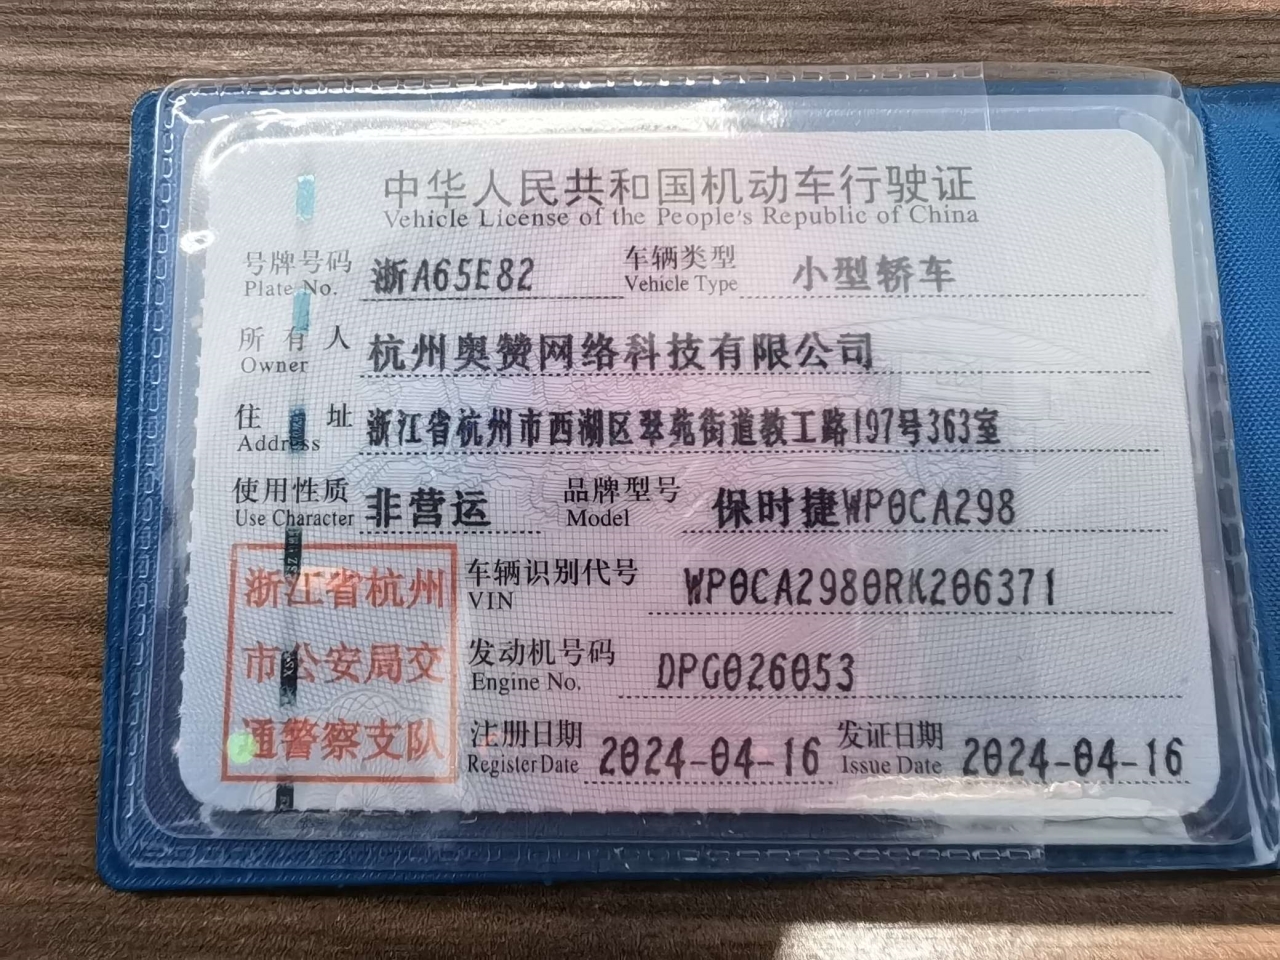 中华人民共和国机动车行驶证
Vehicle License of the People's Republic of China
号牌号码 浙A65E82 车辆类型 小型轿车
Plate No. Vehicle Type
所有人 杭州奥赞网络科技有限公司
Owner
住址 浙江省杭州市西湖区翠苑街道教工路197号363室
Address
使用性质 非营运 品牌型号 保时捷WP0CA298
Use Character Model
浙江省杭州
市公安局交
通警察支队
车辆识别代号 WP0CA2980RK206371
VIN
发动机号码 DPG026053
Engine No.
注册日期 2024-04-16 发证日期 2024-04-16
Register Date Issue Date